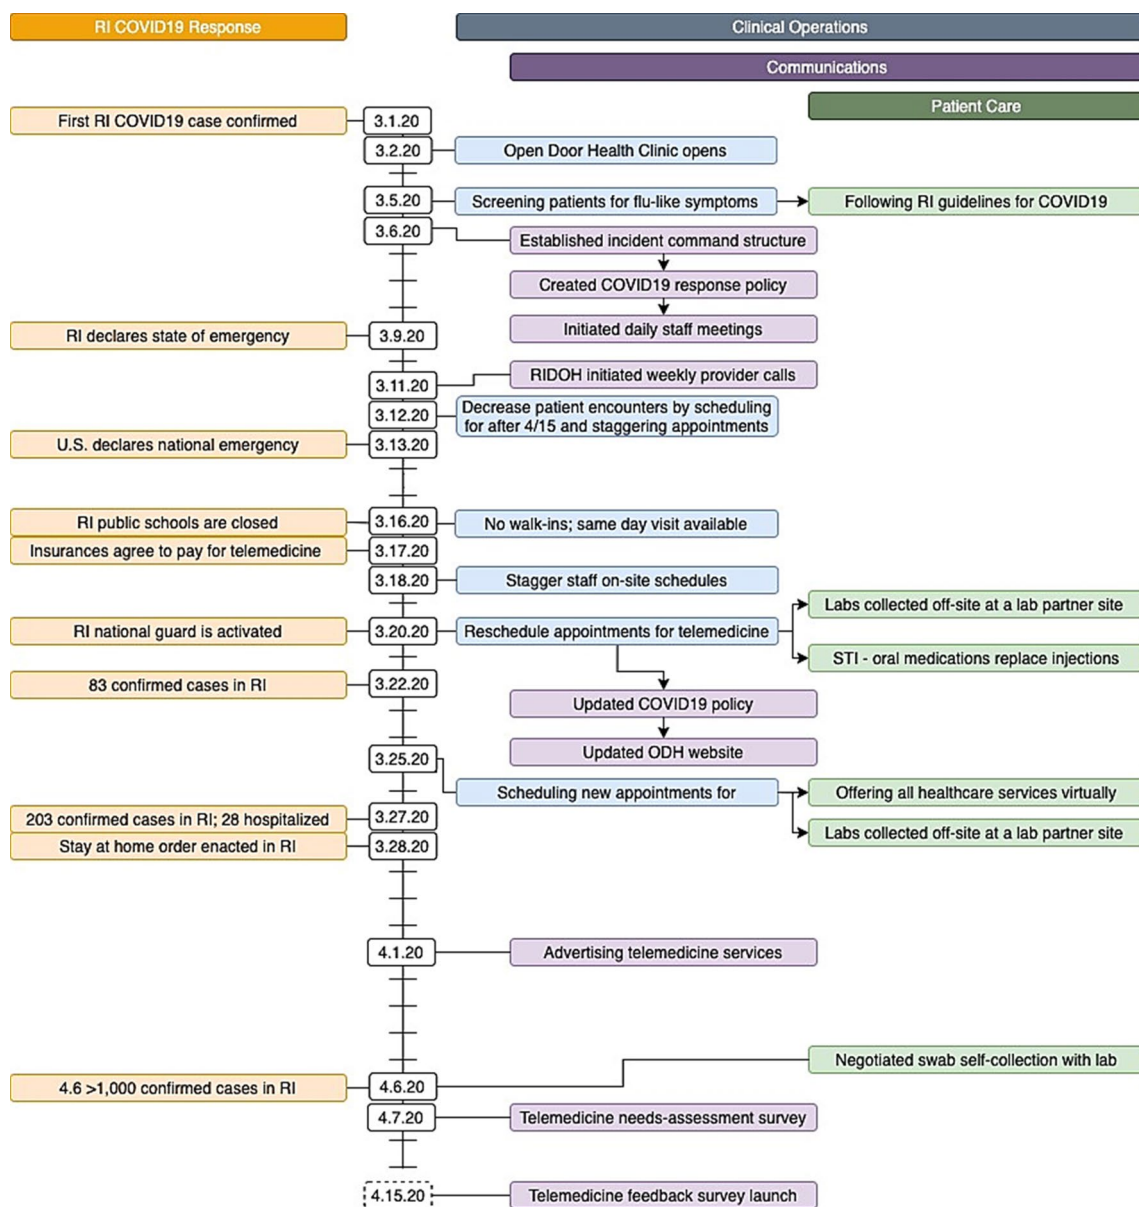 RI COVID19 Response
Clinical Operations
Communications
Patient Care
First RI COVID19 case confirmed
3.1.20
3.2.20
Open Door Health Clinic opens
3.5.20
Screening patients for flu-like symptoms
Following RI guidelines for COVID19
3.6.20
Established incident command structure
Created COVID19 response policy
Initiated daily staff meetings
RI declares state of emergency
3.9.20
RIDOH initiated weekly provider calls
3.11.20
3.12.20
Decrease patient encounters by scheduling
for after 4/15 and staggering appointments
U.S. declares national emergency
3.13.20
RI public schools are closed
3.16.20
No walk-ins; same day visit available
Insurances agree to pay for telemedicine
3.17.20
3.18.20
Stagger staff on-site schedules
Labs collected off-site at a lab partner site
RI national guard is activated
3.20.20
Reschedule appointments for telemedicine
STI - oral medications replace injections
83 confirmed cases in RI
3.22.20
Updated COVID19 policy
Updated ODH website
3.25.20
Scheduling new appointments for
Offering all healthcare services virtually
Labs collected off-site at a lab partner site
203 confirmed cases in RI; 28 hospitalized
3.27.20
Stay at home order enacted in RI
3.28.20
4.1.20
Advertising telemedicine services
Negotiated swab self-collection with lab
4.6 >1,000 confirmed cases in RI
4.6.20
4.7.20
Telemedicine needs-assessment survey
4.15.20
Telemedicine feedback survey launch